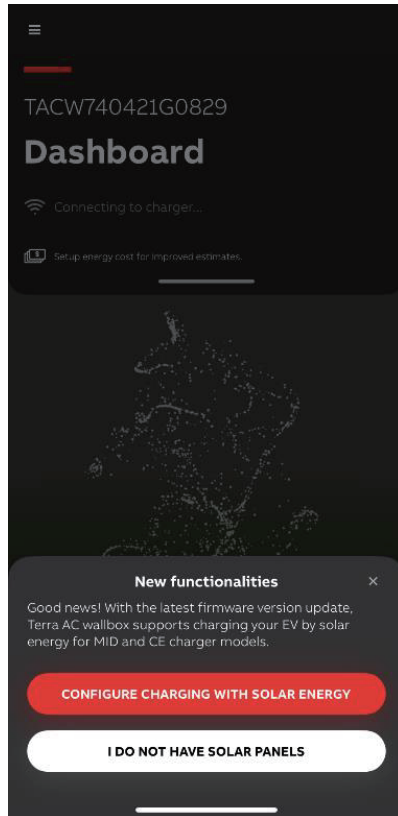 TACW740421G0829
Dashboard
Connecting to charger...
Setup energy cost for improved estimates.
New functionalities
Good news! With the latest firmware version update,
Terra AC wallbox supports charging your EV by solar
energy for MID and CE charger models.
CONFIGURE CHARGING WITH SOLAR ENERGY
I DO NOT HAVE SOLAR PANELS